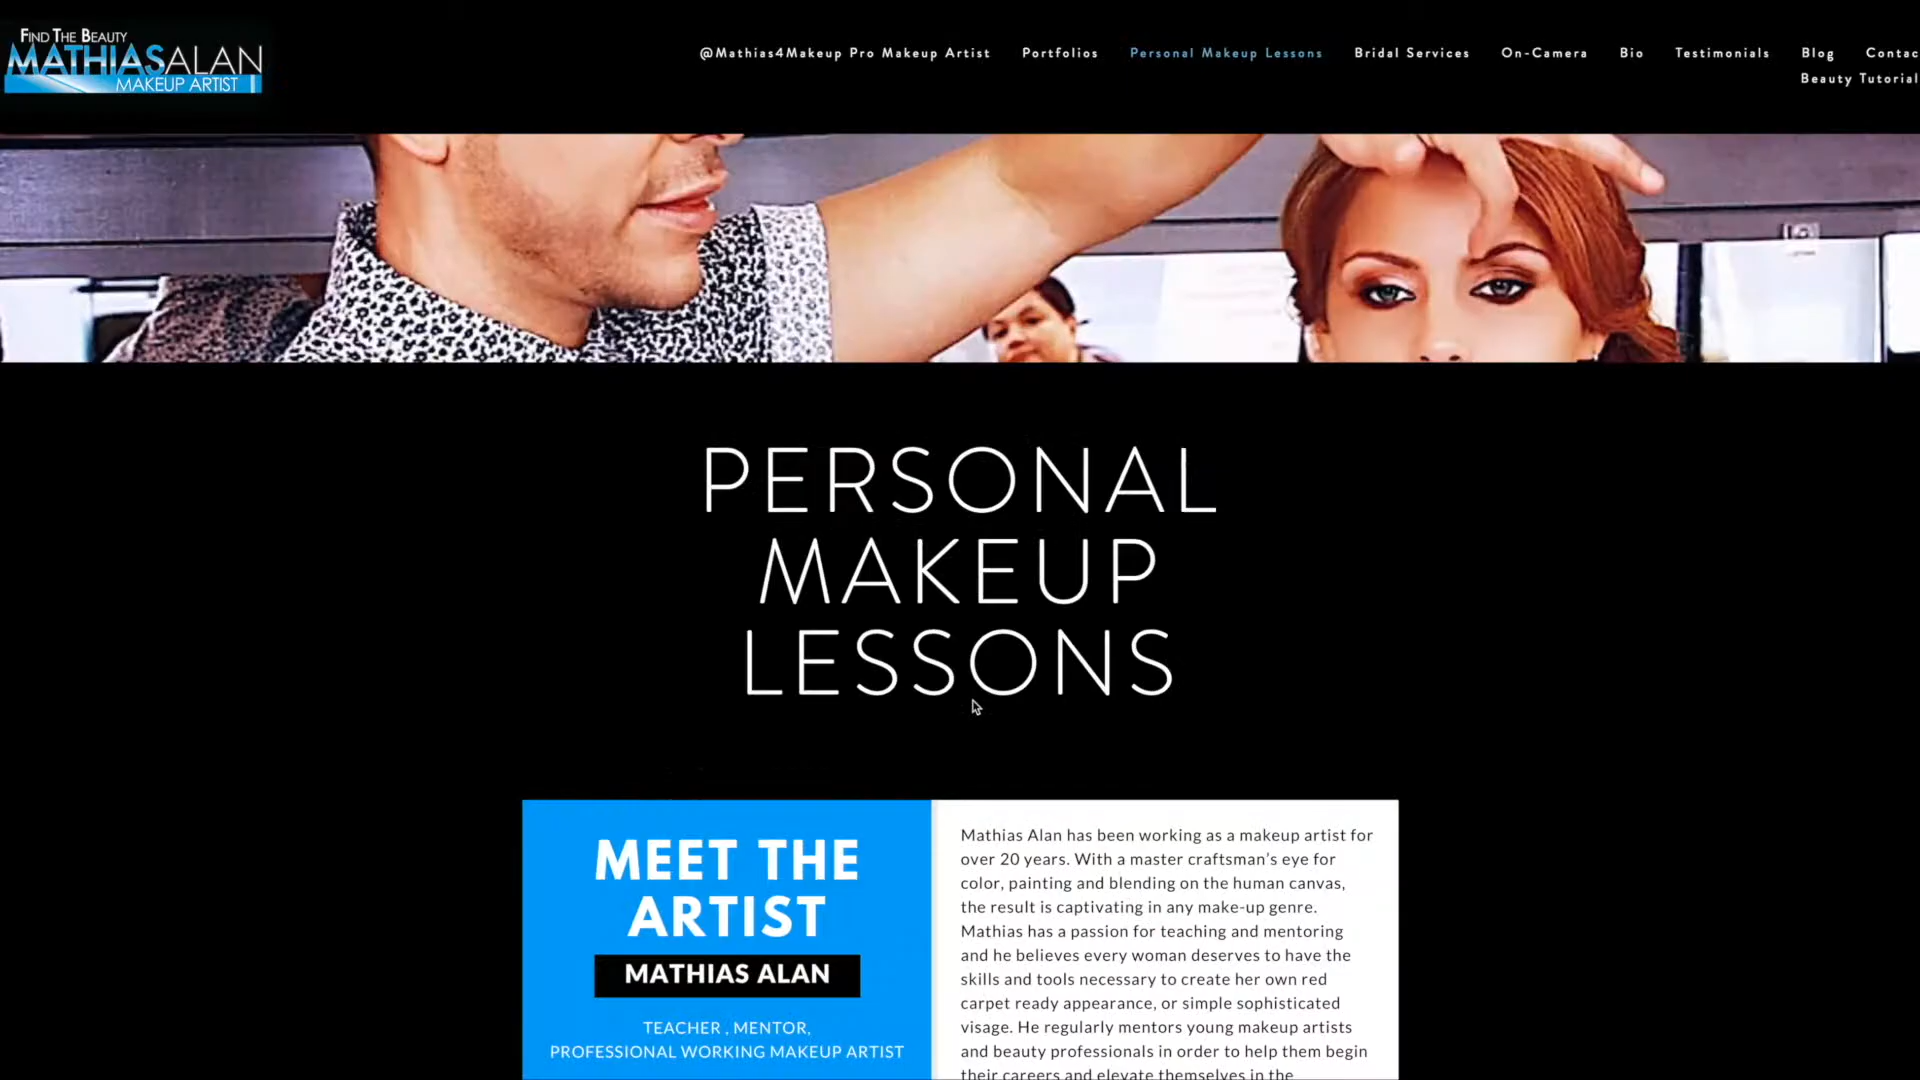 FIND THE BEAUTY
MATHIASALAN
MAKEUP ARTIST
@Mathias4Makeup Pro Makeup Artist Portfolios Personal Makeup Lessons Bridal Services On-Camera Bio Testimonials Blog Contac
Beauty Tutorial
PERSONAL
MAKEUP
LESSONS
MEET THE
ARTIST
MATHIAS ALAN
TEACHER , MENTOR,
PROFESSIONAL WORKING MAKEUP ARTIST
Mathias Alan has been working as a makeup artist for
over 20 years. With a master craftsman's eye for
color, painting and blending on the human canvas,
the result is captivating in any make-up genre.
Mathias has a passion for teaching and mentoring
and he believes every woman deserves to have the
skills and tools necessary to create her own red
carpet ready appearance, or simple sophisticated
visage. He regularly mentors young makeup artists
and beauty professionals in order to help them begin
their careers and elevate themselves in the